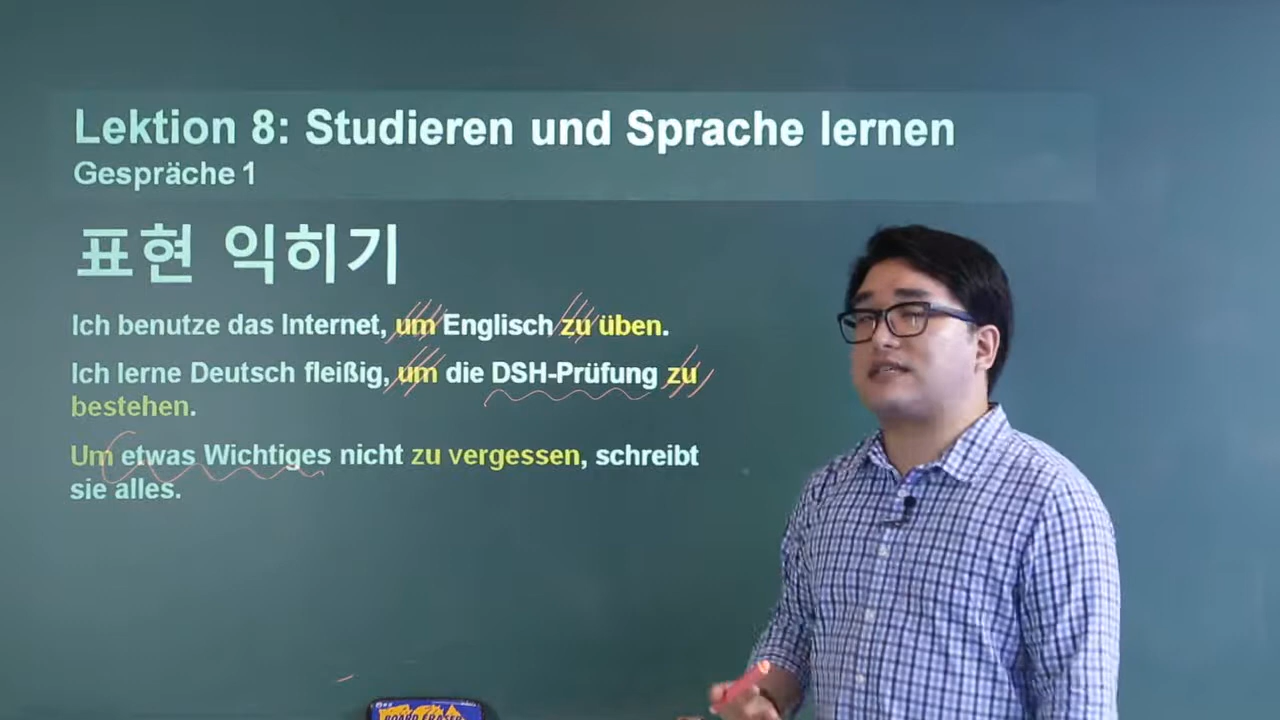 Lektion 8: Studieren und Sprache lernen
Gespräche 1
표현 익히기
Ich benutze das Internet, um Englisch zu üben.
Ich lerne Deutsch fleißig, um die DSH-Prüfung zu
bestehen.
Um etwas Wichtiges nicht zu vergessen, schreibt
sie alles.
BOARD ERASER